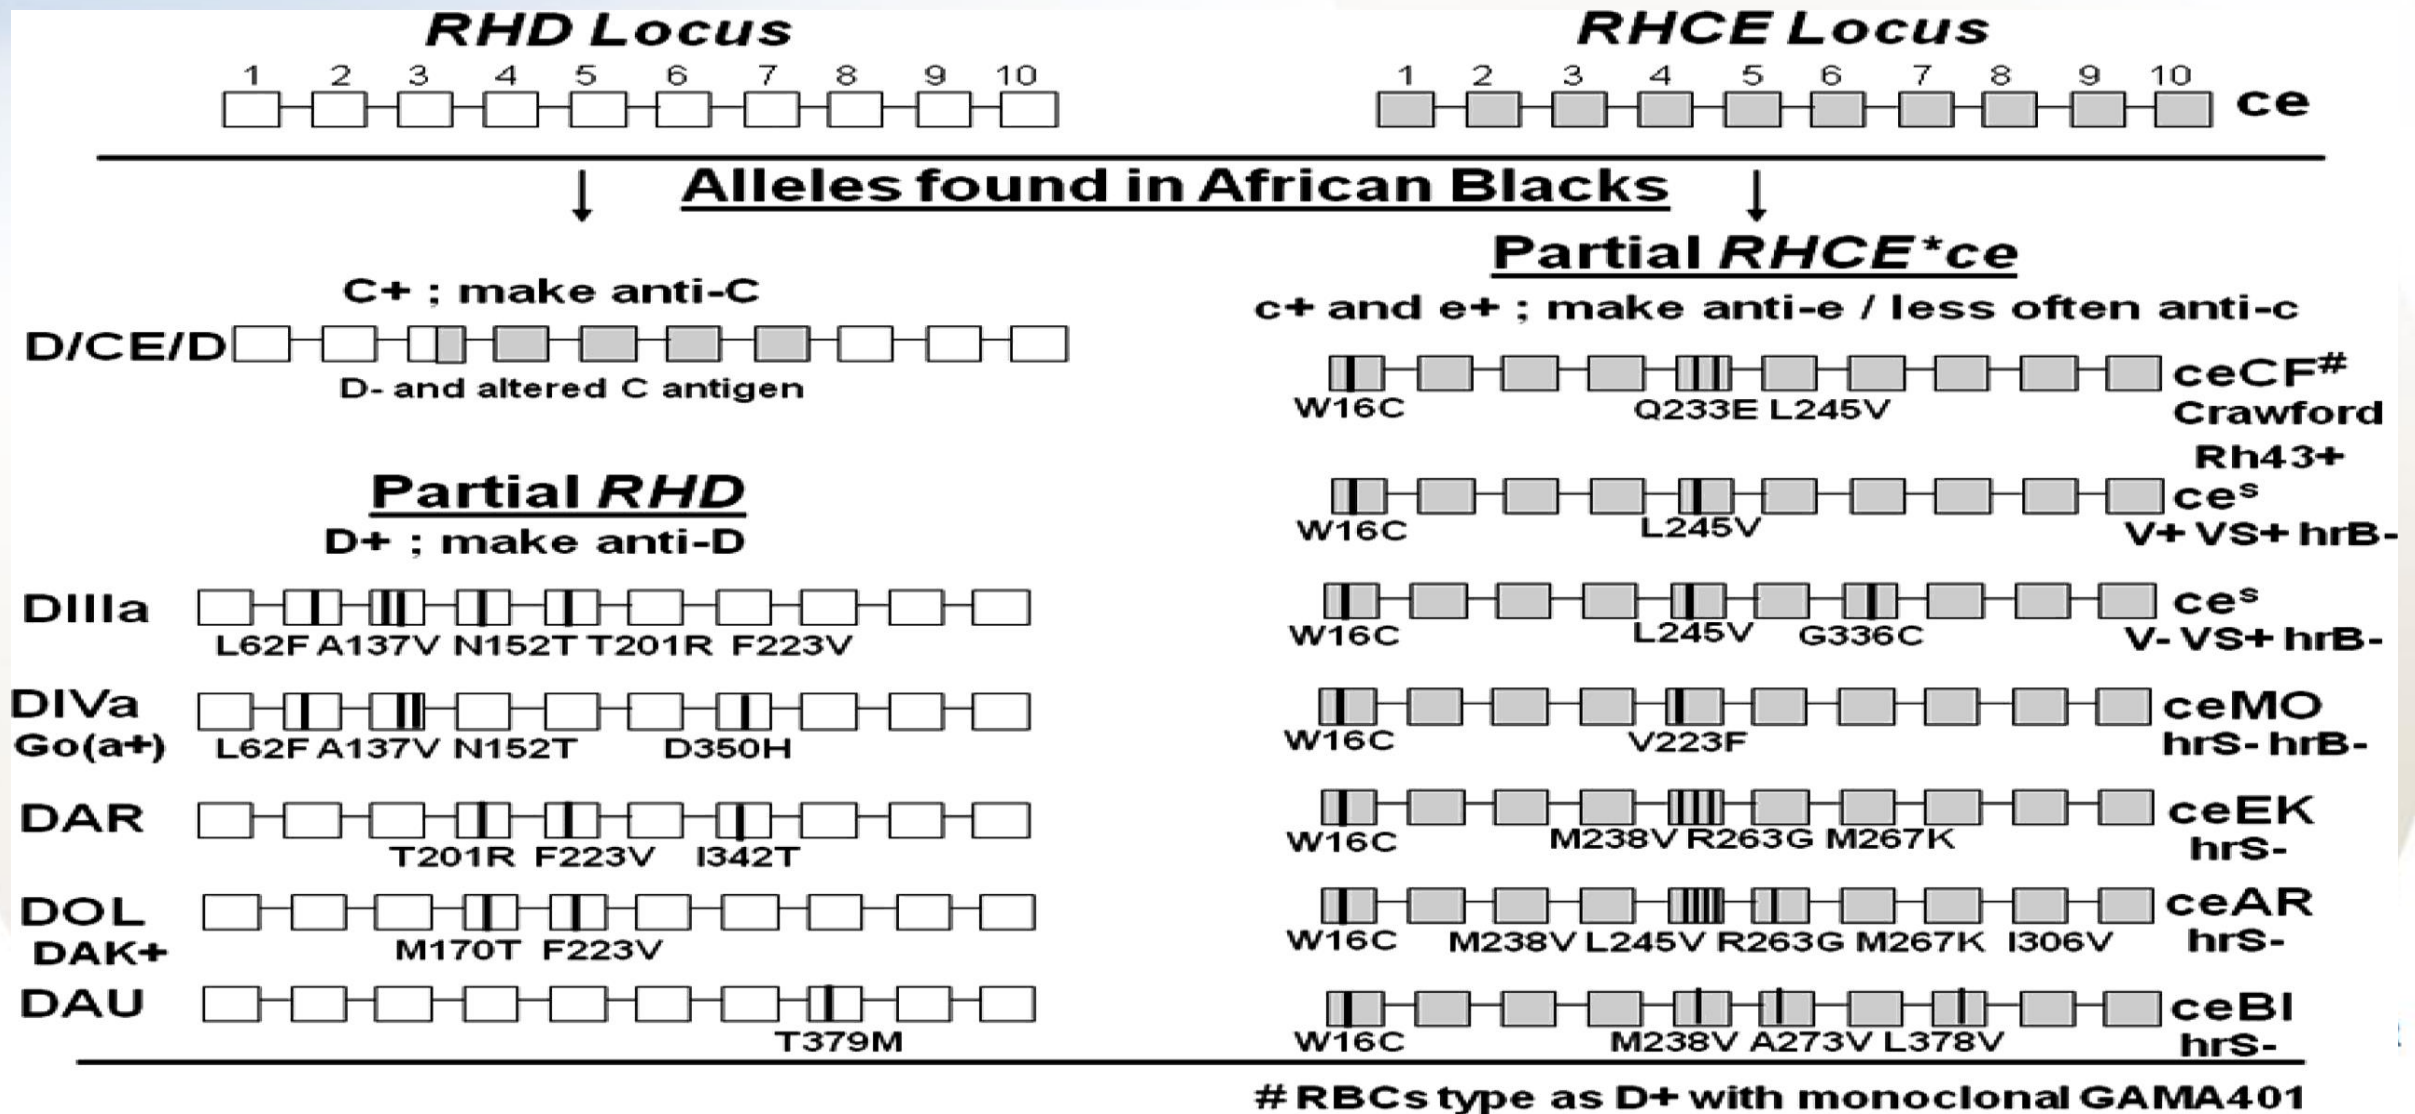 RHD Locus
1 2 3 4 5 6 7 8 9 10
RHCE Locus
1 2 3 4 5 6 7 8 9 10
ce
Alleles found in African Blacks
C+ ; make anti-C
D/CE/D
D- and altered C antigen
Partial RHD
D+ ; make anti-D
DIIIa
L62F A137V N152T T201R F223V
DIVa
Go(a+)
L62F A137V N152T D350H
DAR
T201R F223V I342T
DOL
DAK+
M170T F223V
DAU
T379M
Partial RHCE*ce
c+ and e+ ; make anti-e / less often anti-c
ceCF#
W16C Q233E L245V
Crawford
Rh43+
ceˢ
W16C L245V
V+ VS+ hrB-
ceˢ
W16C L245V G336C
V- VS+ hrB-
ceMO
W16C V223F
hrS- hrB-
ceEK
W16C M238V R263G M267K
hrS-
ceAR
W16C M238V L245V R263G M267K I306V
hrS-
ceBI
W16C M238V A273V L378V
hrS-
# RBCs type as D+ with monoclonal GAMA401